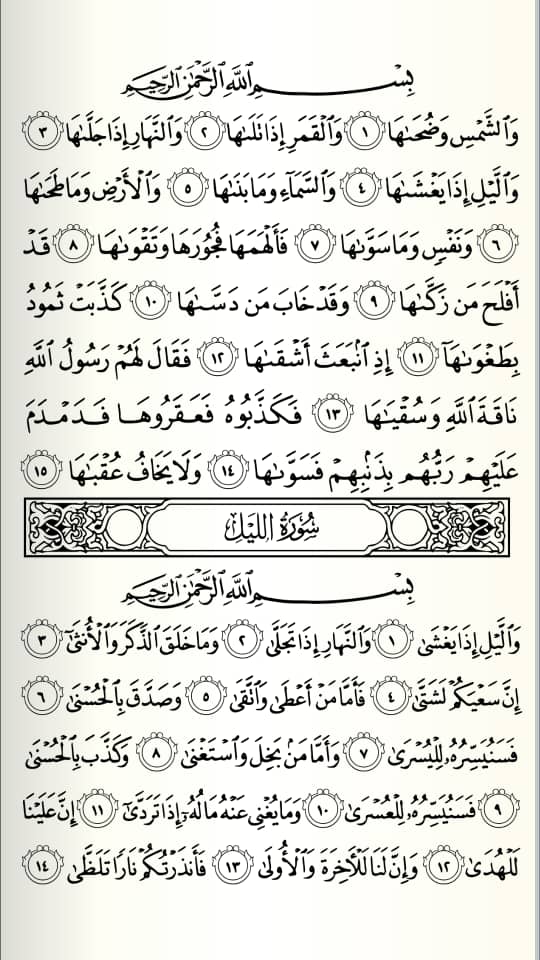 بِسْمِ ٱللَّهِ ٱلرَّحْمَٰنِ ٱلرَّحِيمِ
وَٱلشَّمْسِ وَضُحَىٰهَا ١ وَٱلْقَمَرِ إِذَا تَلَىٰهَا ٢ وَٱلنَّهَارِ إِذَا جَلَّىٰهَا ٣
وَٱلَّيْلِ إِذَا يَغْشَىٰهَا ٤ وَٱلسَّمَآءِ وَمَا بَنَىٰهَا ٥ وَٱلْأَرْضِ وَمَا طَحَىٰهَا
٦ وَنَفْسٍ وَمَا سَوَّىٰهَا ٧ فَأَلْهَمَهَا فُجُورَهَا وَتَقْوَىٰهَا ٨ قَدْ
أَفْلَحَ مَن زَكَّىٰهَا ٩ وَقَدْ خَابَ مَن دَسَّىٰهَا ١٠ كَذَّبَتْ ثَمُودُ
بِطَغْوَىٰهَآ ١١ إِذِ ٱنۢبَعَثَ أَشْقَىٰهَا ١٢ فَقَالَ لَهُمْ رَسُولُ ٱللَّهِ
نَاقَةَ ٱللَّهِ وَسُقْيَٰهَا ١٣ فَكَذَّبُوهُ فَعَقَرُوهَا فَدَمْدَمَ
عَلَيْهِمْ رَبُّهُم بِذَنۢبِهِمْ فَسَوَّىٰهَا ١٤ وَلَا يَخَافُ عُقْبَٰهَا ١٥
سُورَةُ اللَّيْلِ
بِسْمِ ٱللَّهِ ٱلرَّحْمَٰنِ ٱلرَّحِيمِ
وَٱلَّيْلِ إِذَا يَغْشَىٰ ١ وَٱلنَّهَارِ إِذَا تَجَلَّىٰ ٢ وَمَا خَلَقَ ٱلذَّكَرَ وَٱلْأُنثَىٰٓ ٣
إِنَّ سَعْيَكُمْ لَشَتَّىٰ ٤ فَأَمَّا مَنْ أَعْطَىٰ وَٱتَّقَىٰ ٥ وَصَدَّقَ بِٱلْحُسْنَىٰ ٦
فَسَنُيَسِّرُهُۥ لِلْيُسْرَىٰ ٧ وَأَمَّا مَنۢ بَخِلَ وَٱسْتَغْنَىٰ ٨ وَكَذَّبَ بِٱلْحُسْنَىٰ
٩ فَسَنُيَسِّرُهُۥ لِلْعُسْرَىٰ ١٠ وَمَا يُغْنِى عَنْهُ مَالُهُۥٓ إِذَا تَرَدَّىٰٓ ١١ إِنَّ عَلَيْنَا
لَلْهُدَىٰ ١٢ وَإِنَّ لَنَا لَلْءَاخِرَةَ وَٱلْأُولَىٰ ١٣ فَأَنذَرْتُكُمْ نَارًا تَلَظَّىٰ ١٤